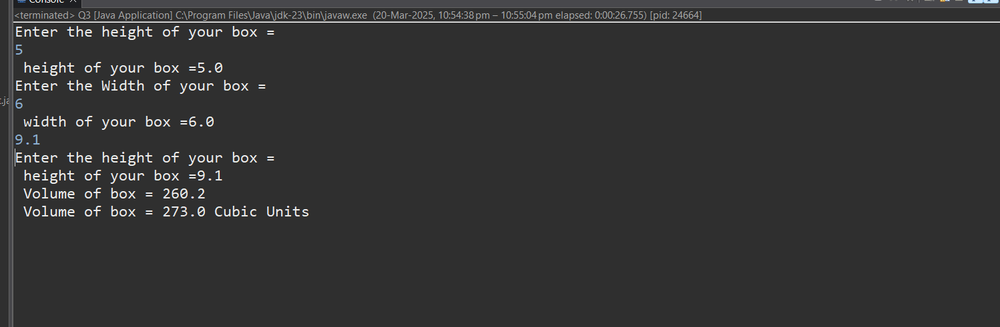 Console
<terminated> Q3 [Java Application] C:\Program Files\Java\jdk-23\bin\javaw.exe (20-Mar-2025, 10:54:38 pm – 10:55:04 pm elapsed: 0:00:26.755) [pid: 24664]
Enter the height of your box =
5
height of your box =5.0
Enter the Width of your box =
6
width of your box =6.0
9.1
Enter the height of your box =
height of your box =9.1
Volume of box = 260.2
Volume of box = 273.0 Cubic Units